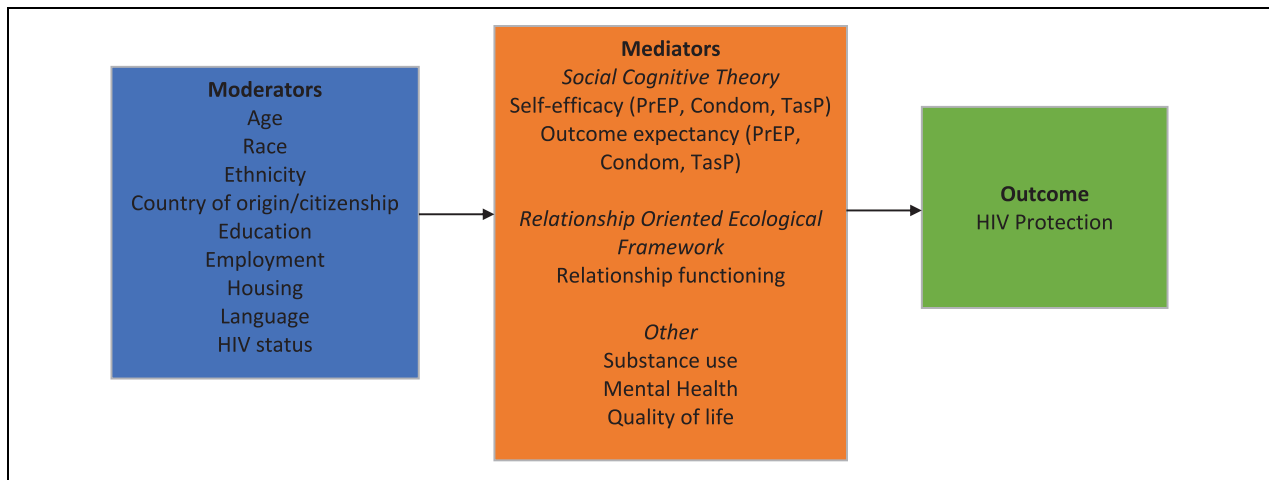 Moderators
Age
Race
Ethnicity
Country of origin/citizenship
Education
Employment
Housing
Language
HIV status
Mediators
Social Cognitive Theory
Self-efficacy (PrEP, Condom, TasP)
Outcome expectancy (PrEP,
Condom, TasP)
Relationship Oriented Ecological
Framework
Relationship functioning
Other
Substance use
Mental Health
Quality of life
Outcome
HIV Protection